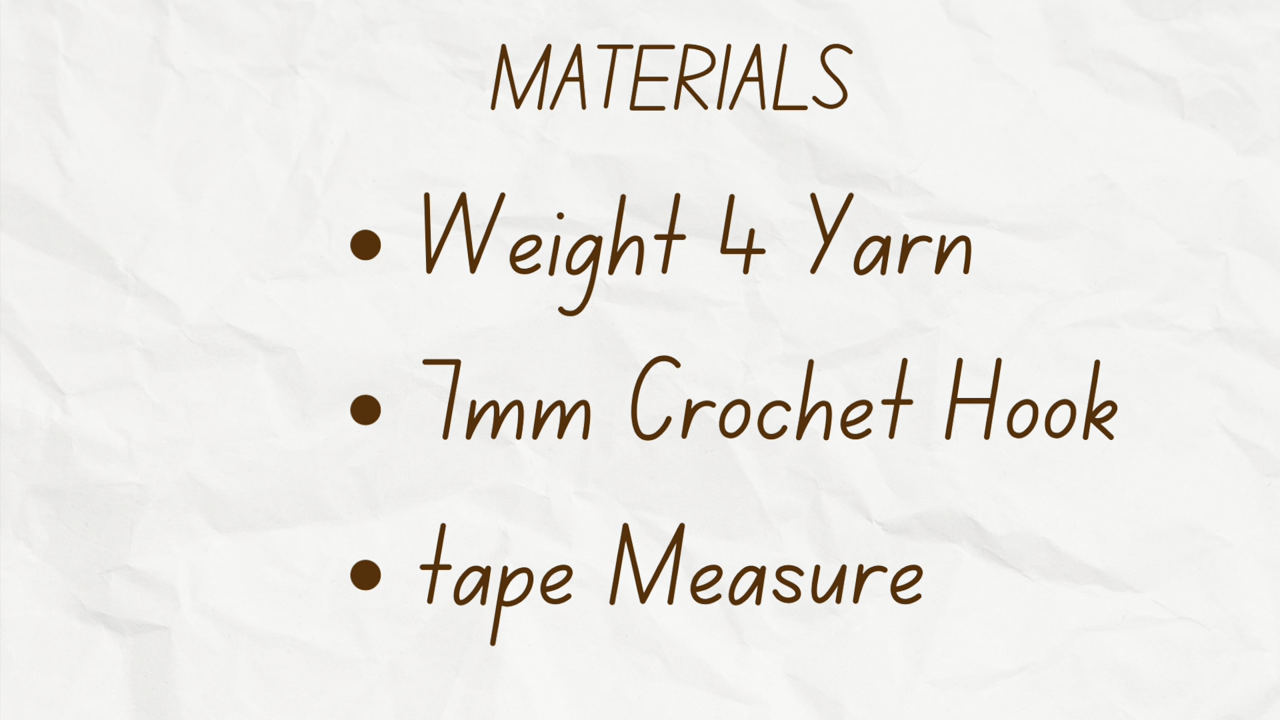 MATERIALS
• Weight 4 Yarn
• 7mm Crochet Hook
• tape Measure